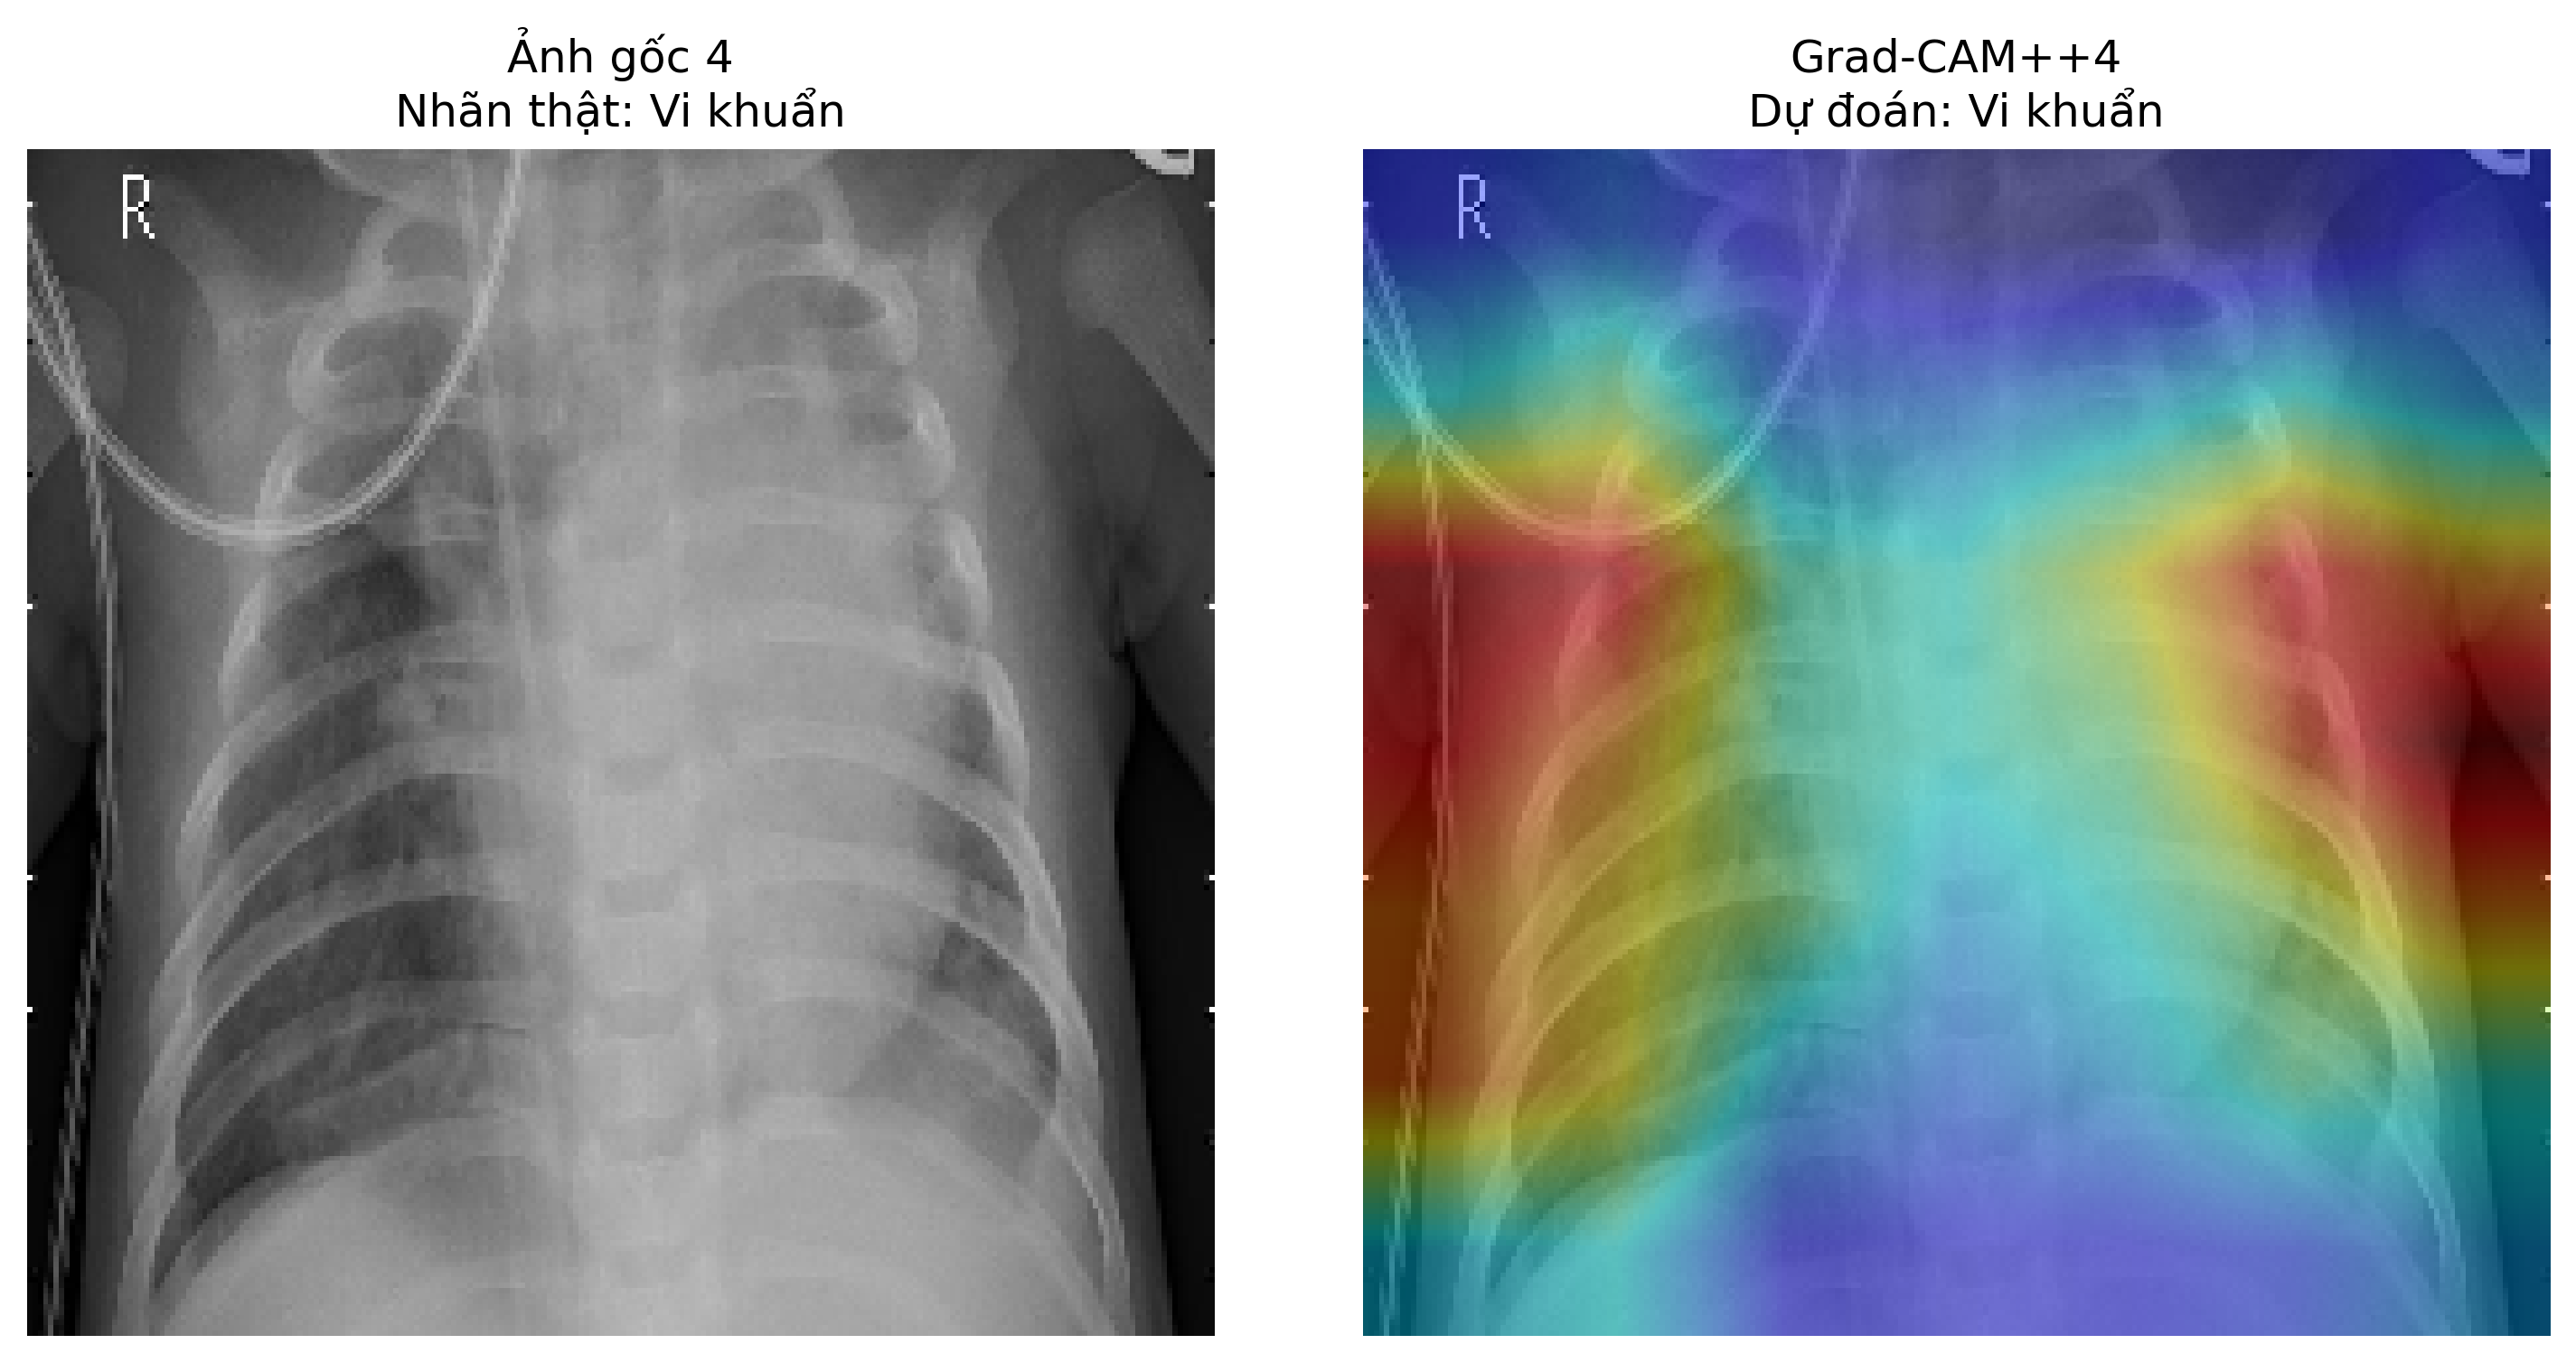 Ảnh gốc 4
Nhãn thật: Vi khuẩn
Grad-CAM++4
Dự đoán: Vi khuẩn
R
R